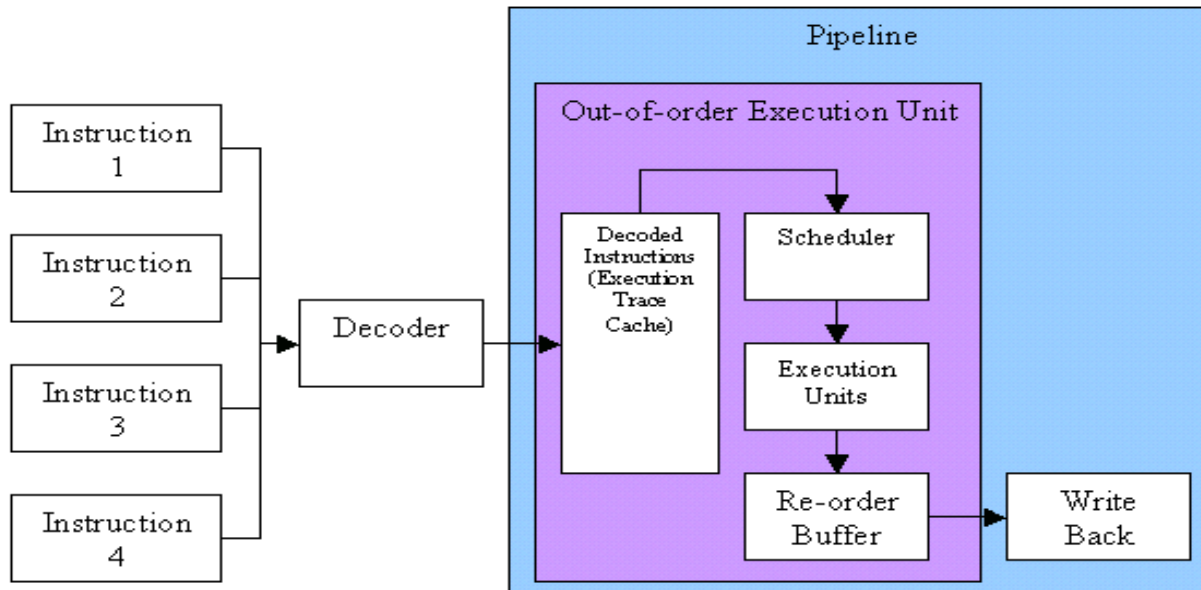 Pipeline
Out-of-order Execution Unit
Instruction
1
Instruction
2
Instruction
3
Instruction
4
Decoder
Decoded
Instructions
(Execution
Trace
Cache)
Scheduler
Execution
Units
Re-order
Buffer
Write
Back